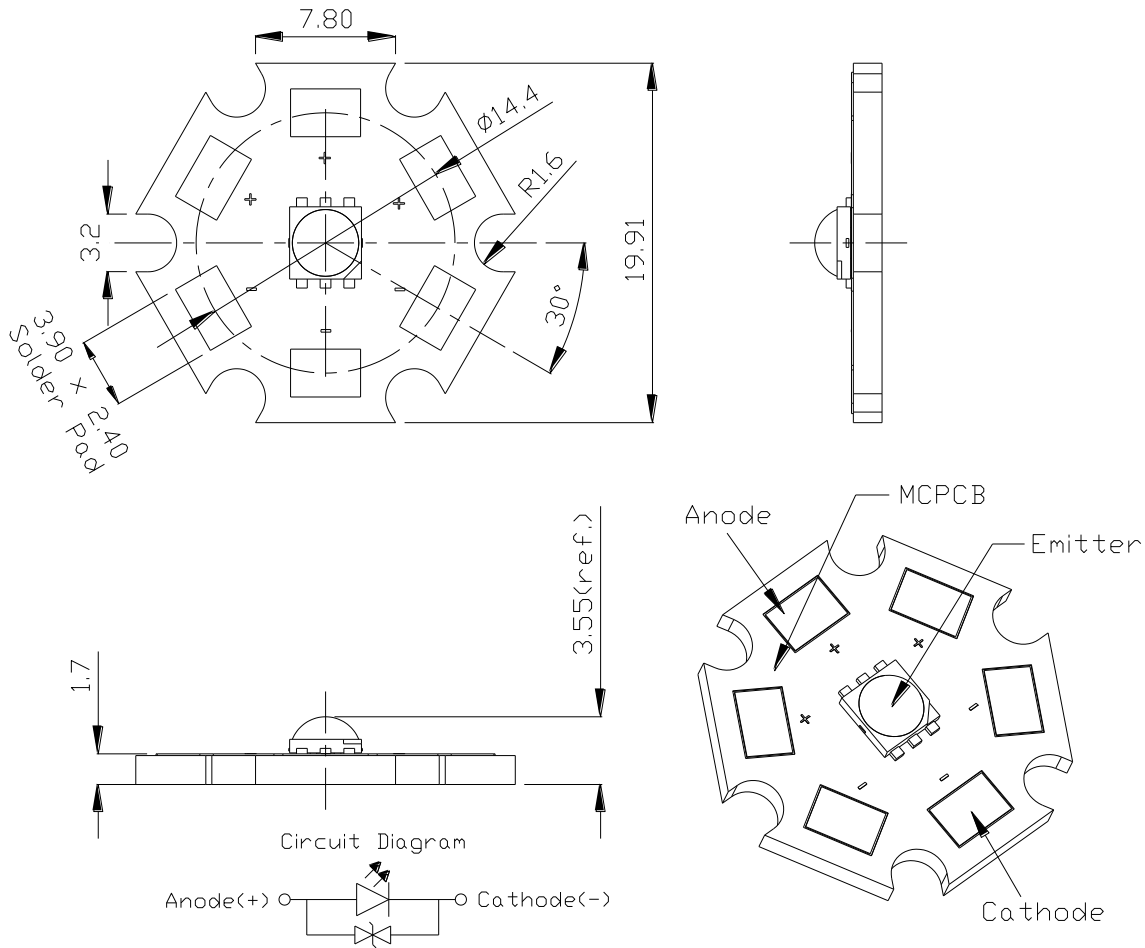 7.80
Ø14.4
R1.6
3.2
19.91
30°
3.90 x 2.40
Solder Pad
MCPCB
Anode
Emitter
3.55(ref.)
1.7
Circuit Diagram
Anode(+)
Cathode(-)
Cathode